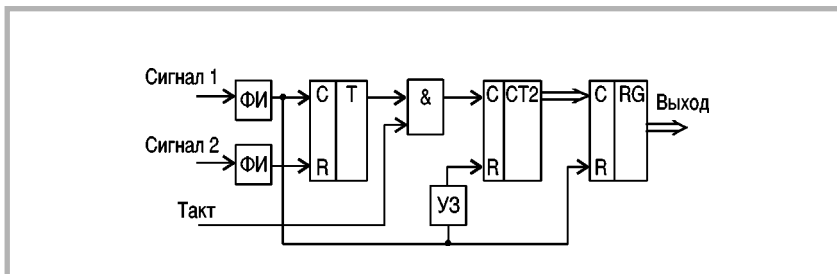 Сигнал 1
ФИ
C T
R
&
C CT2
R
C RG
R
Выход
Сигнал 2
ФИ
Такт
УЗ